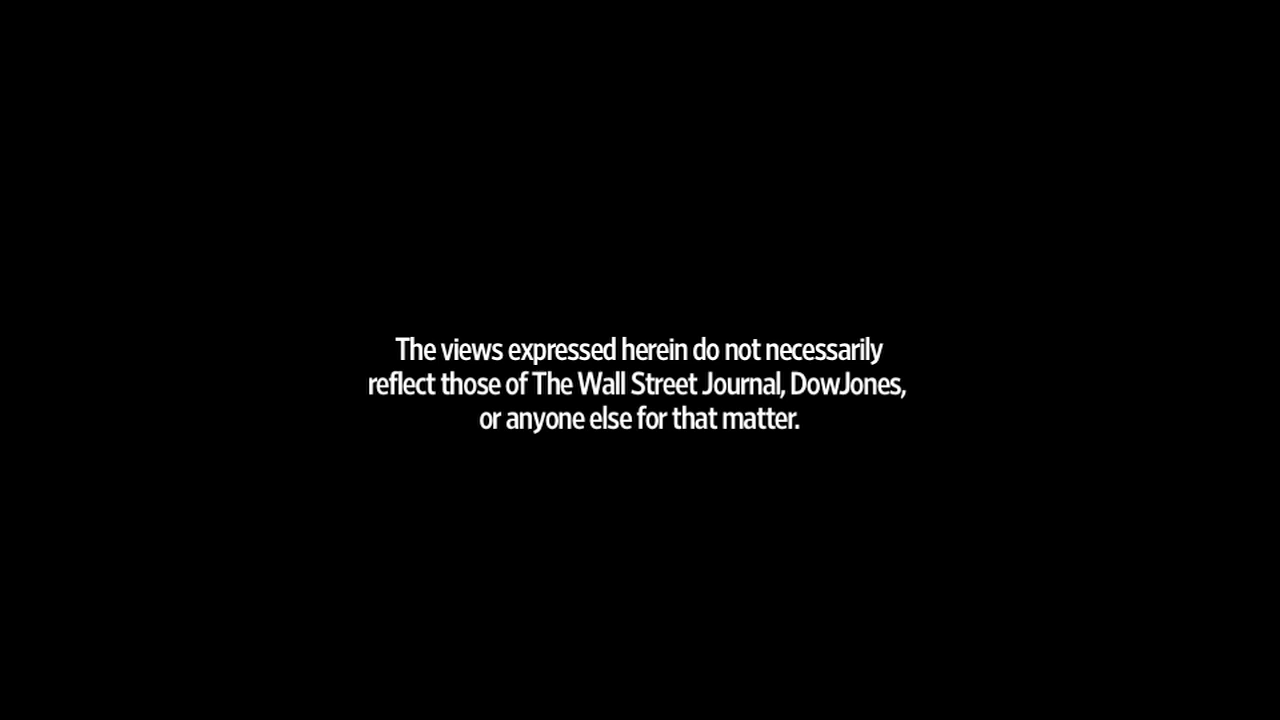 The views expressed herein do not necessarily
reflect those of The Wall Street Journal, DowJones,
or anyone else for that matter.